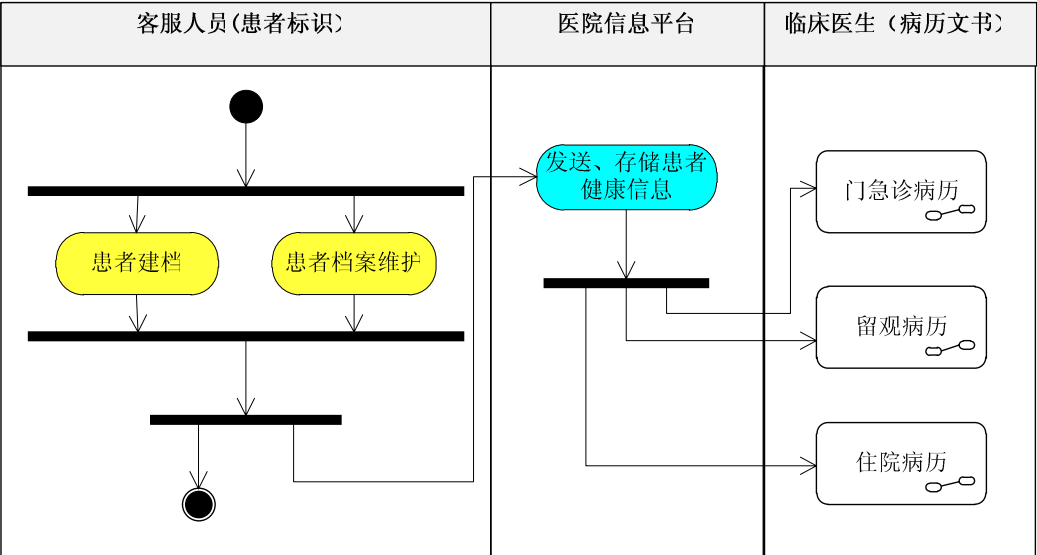 客服人员(患者标识)
医院信息平台
临床医生（病历文书）
发送、存储患者
健康信息
门急诊病历
患者建档
患者档案维护
留观病历
住院病历